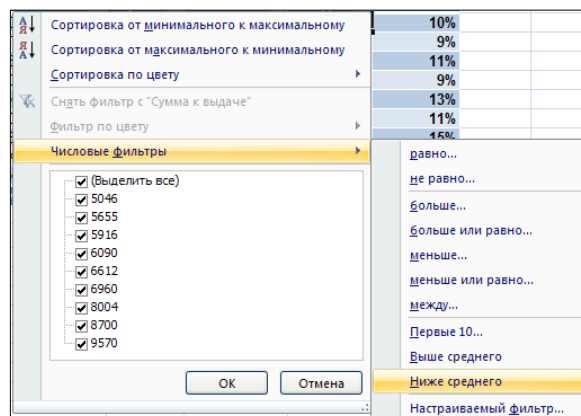 Сортировка от минимального к максимальному
Сортировка от максимального к минимальному
Сортировка по цвету
Снять фильтр с "Сумма к выдаче"
Фильтр по цвету
Числовые фильтры
(Выделить все)
5046
5655
5916
6090
6612
6960
8004
8700
9570
ОК Отмена
10%
9%
11%
9%
13%
11%
15%
равно...
не равно...
больше...
больше или равно...
меньше...
меньше или равно...
между...
Первые 10...
Выше среднего
Ниже среднего
Настраиваемый фильтр...